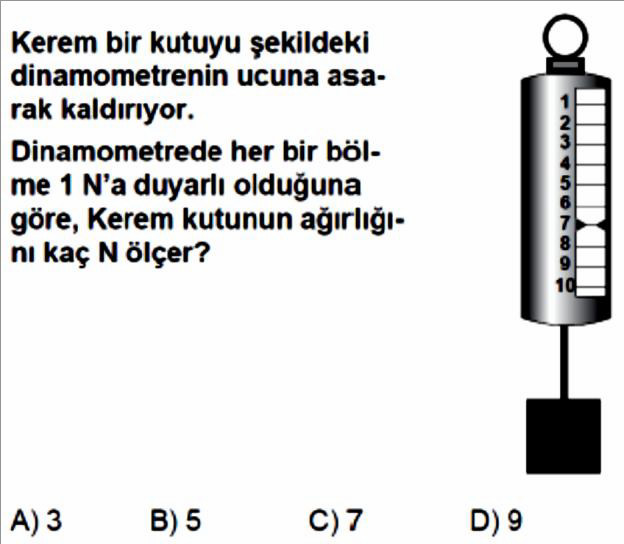 Kerem bir kutuyu şekildeki
dinamometrenin ucuna asa-
rak kaldırıyor.
Dinamometrede her bir böl-
me 1 N'a duyarlı olduğuna
göre, Kerem kutunun ağırlığı-
nı kaç N ölçer?
1
2
3
4
5
6
7
8
9
10
A) 3 B) 5 C) 7 D) 9